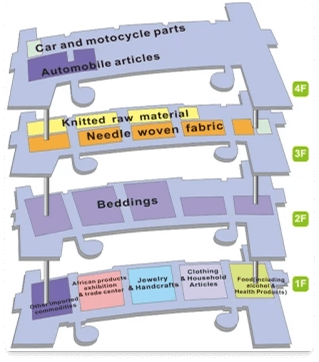 Car and motocycle parts
Automobile articles
4F
Knitted raw material
Needle woven fabric
3F
Beddings
2F
1F
Other imported
commodities
African products
exhibition
& trade center
Jewelry
& Handcrafts
Clothing
& Household
Articles
Food(including
alcohol &
Health Products)